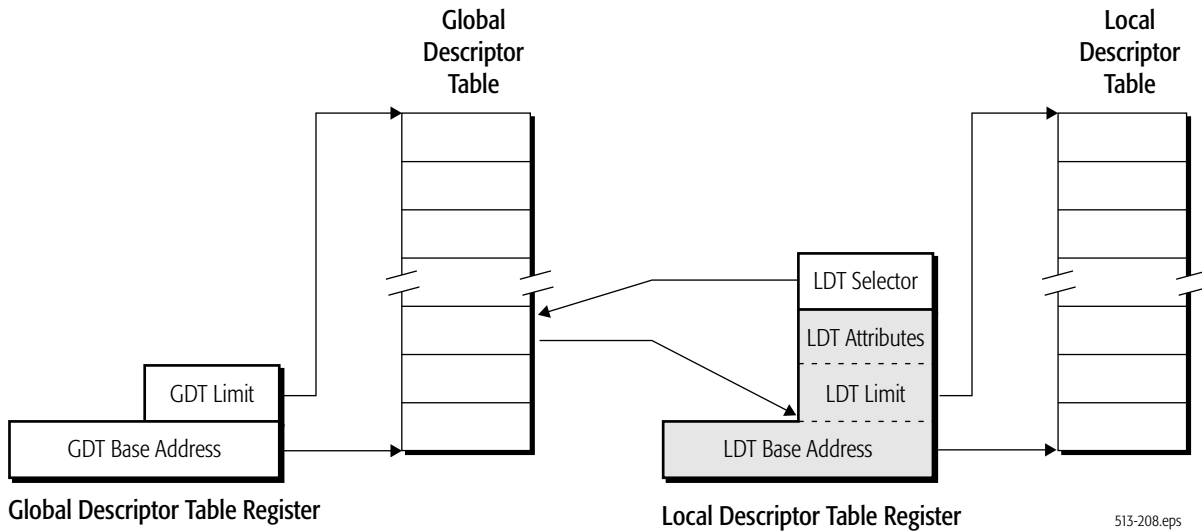 Global
Descriptor
Table
Local
Descriptor
Table
LDT Selector
LDT Attributes
GDT Limit
LDT Limit
GDT Base Address
LDT Base Address
Global Descriptor Table Register
Local Descriptor Table Register
513-208.eps